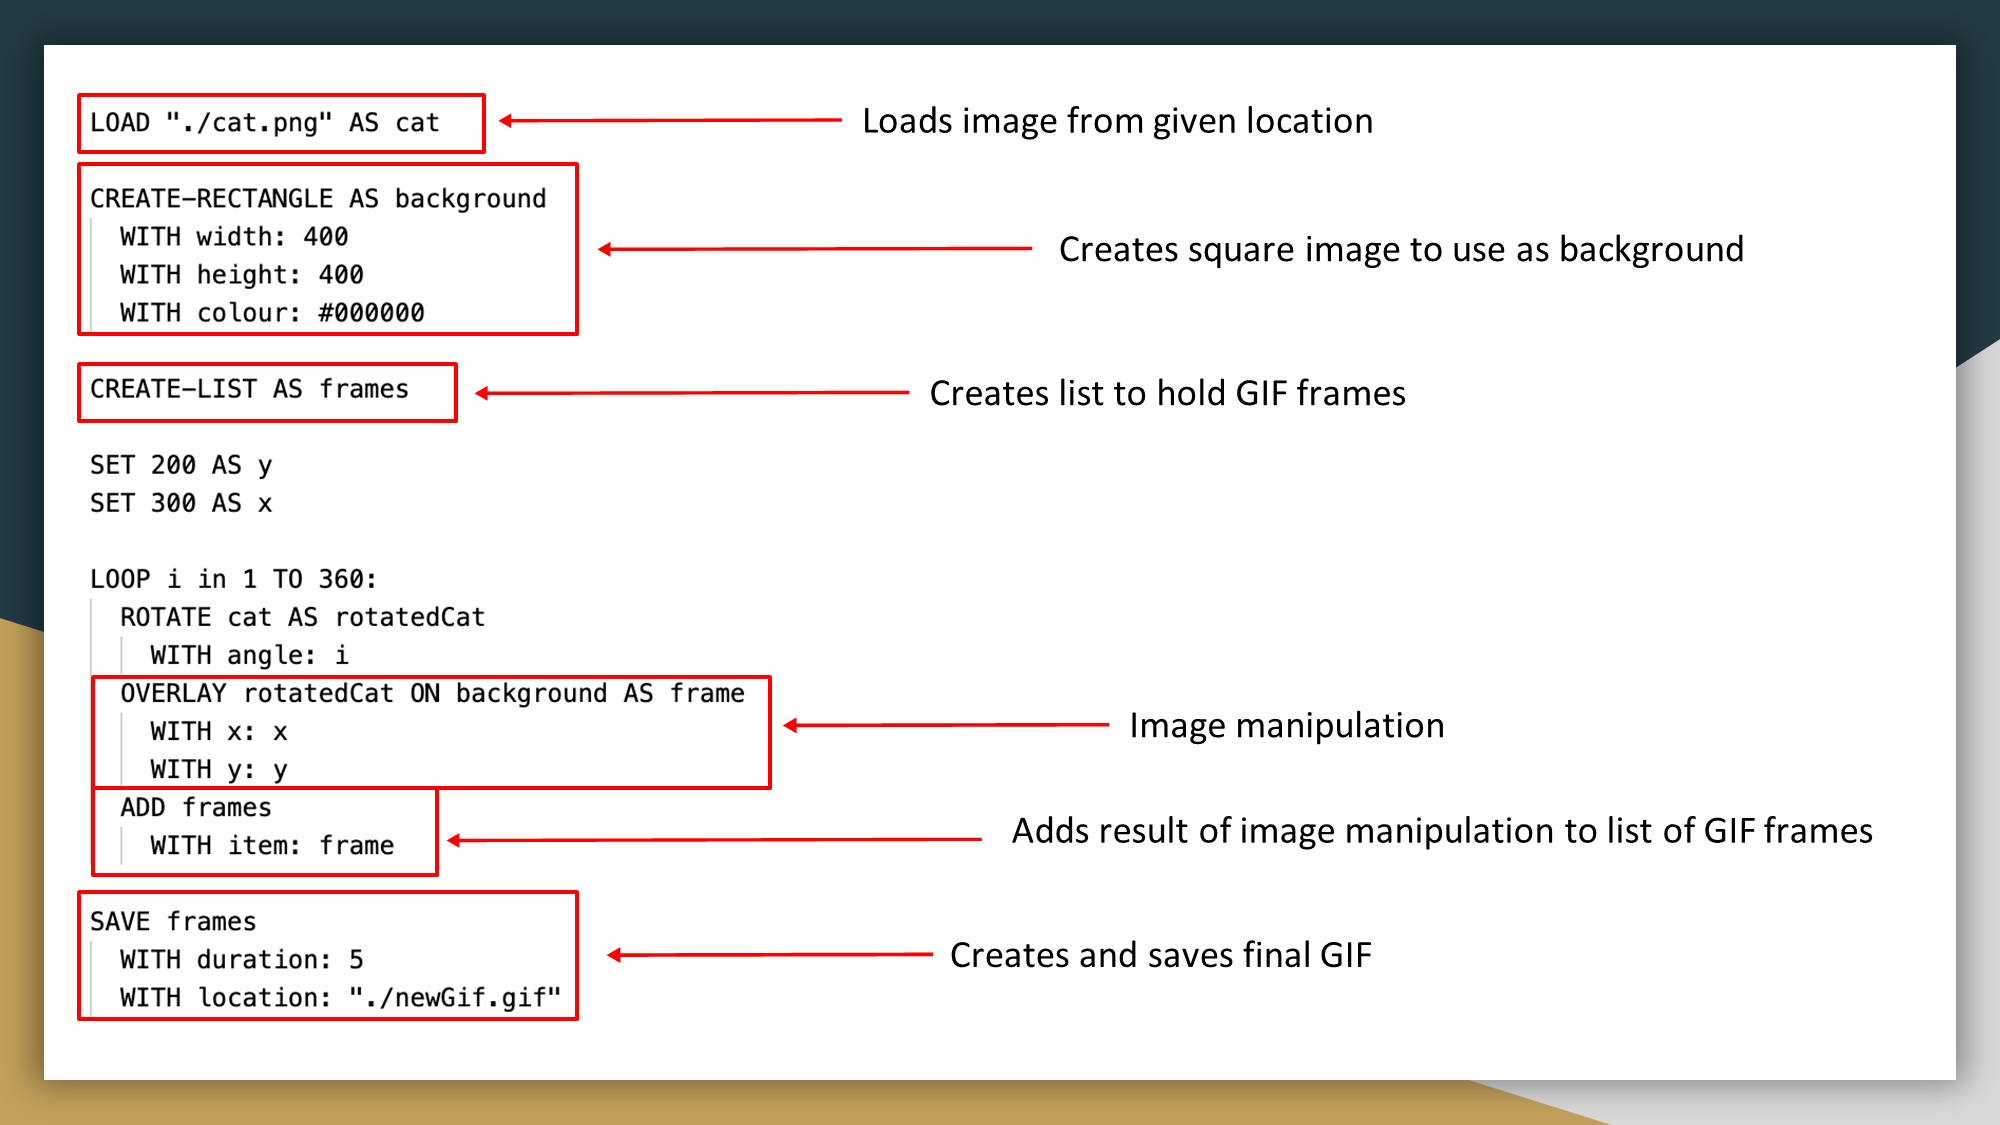 LOAD "./cat.png" AS cat
Loads image from given location
CREATE-RECTANGLE AS background
WITH width: 400
WITH height: 400
WITH colour: #000000
Creates square image to use as background
CREATE-LIST AS frames
Creates list to hold GIF frames
SET 200 AS y
SET 300 AS x
LOOP i in 1 TO 360:
ROTATE cat AS rotatedCat
WITH angle: i
OVERLAY rotatedCat ON background AS frame
WITH x: x
WITH y: y
Image manipulation
ADD frames
WITH item: frame
Adds result of image manipulation to list of GIF frames
SAVE frames
WITH duration: 5
WITH location: "./newGif.gif"
Creates and saves final GIF